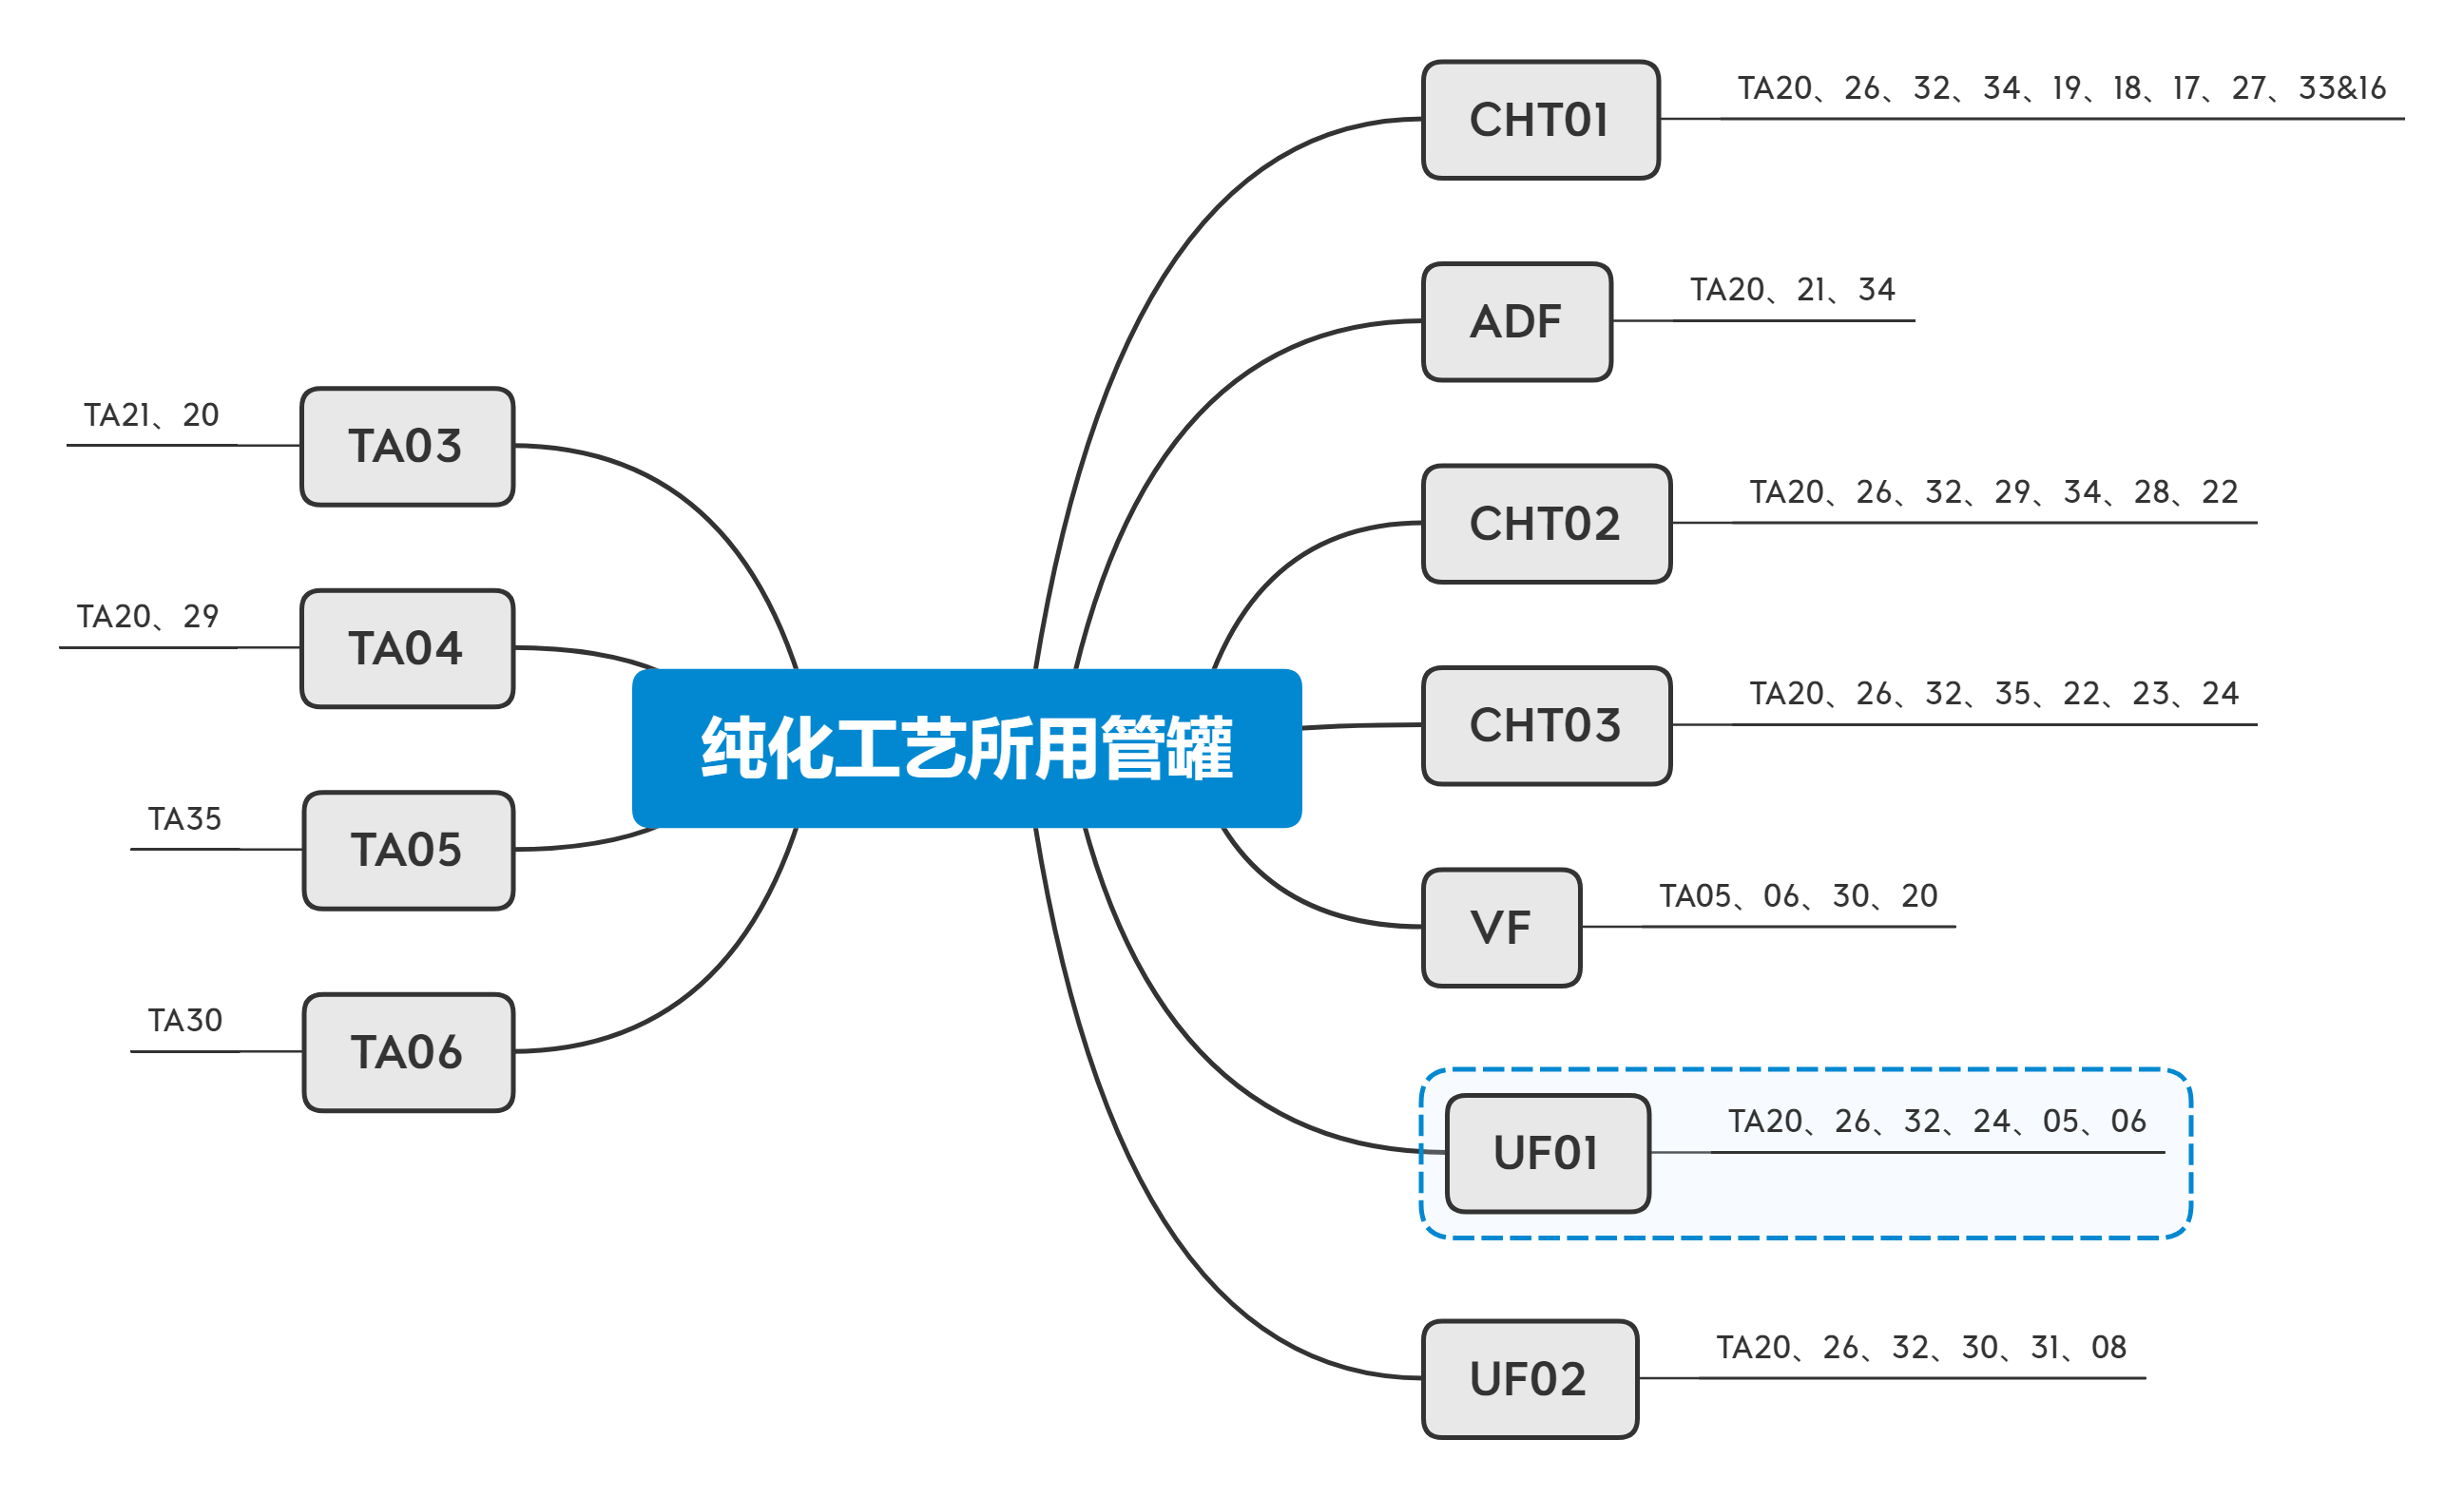 纯化工艺所用管罐
CHT01
TA20、26、32、34、19、18、17、27、33&16
ADF
TA20、21、34
CHT02
TA20、26、32、29、34、28、22
CHT03
TA20、26、32、35、22、23、24
VF
TA05、06、30、20
UF01
TA20、26、32、24、05、06
UF02
TA20、26、32、30、31、08
TA03
TA21、20
TA04
TA20、29
TA05
TA35
TA06
TA30